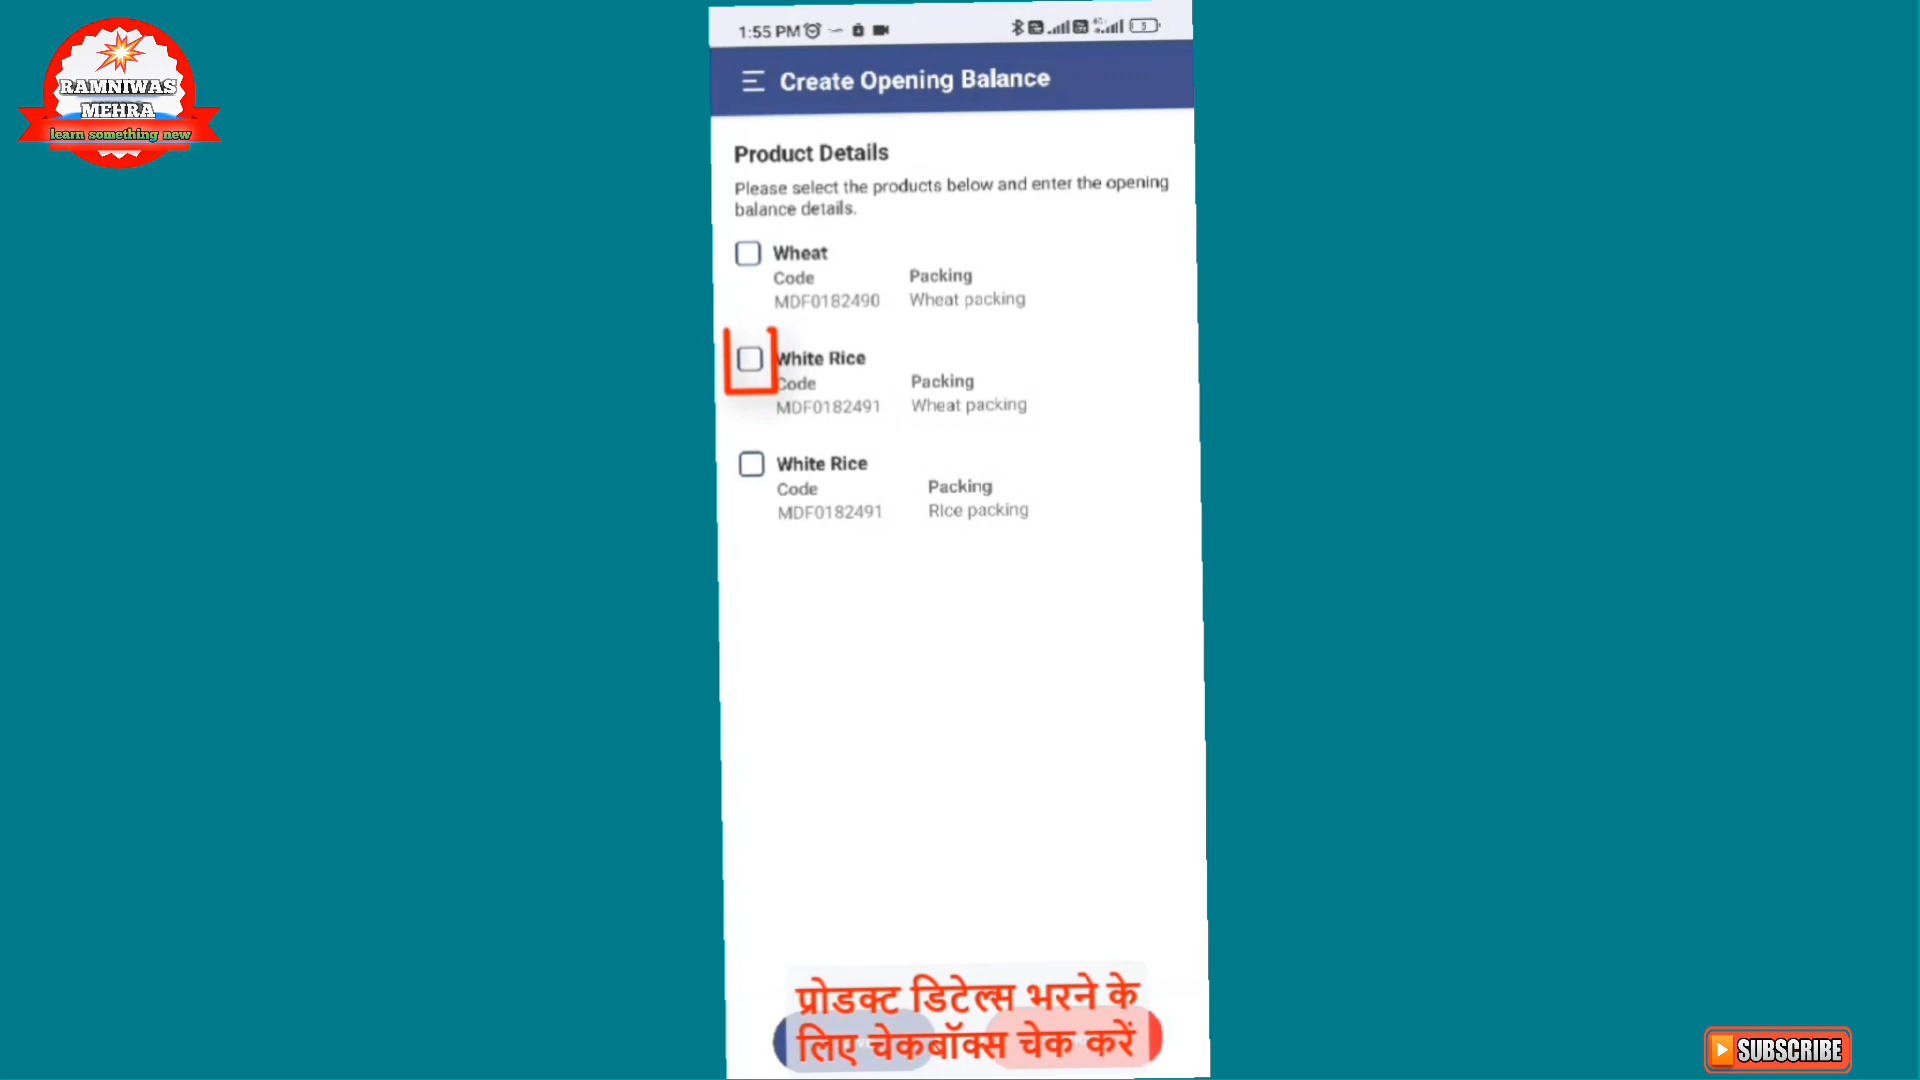 RAMNIWAS
MEHRA
learn something new
1:55 PM
Create Opening Balance
Product Details
Please select the products below and enter the opening
balance details.
Wheat
Code Packing
MDF0182490 Wheat packing
White Rice
Code Packing
MDF0182491 Wheat packing
White Rice
Code Packing
MDF0182491 Rice packing
प्रोडक्ट डिटेल्स भरने के
लिए चेकबॉक्स चेक करें
SUBSCRIBE